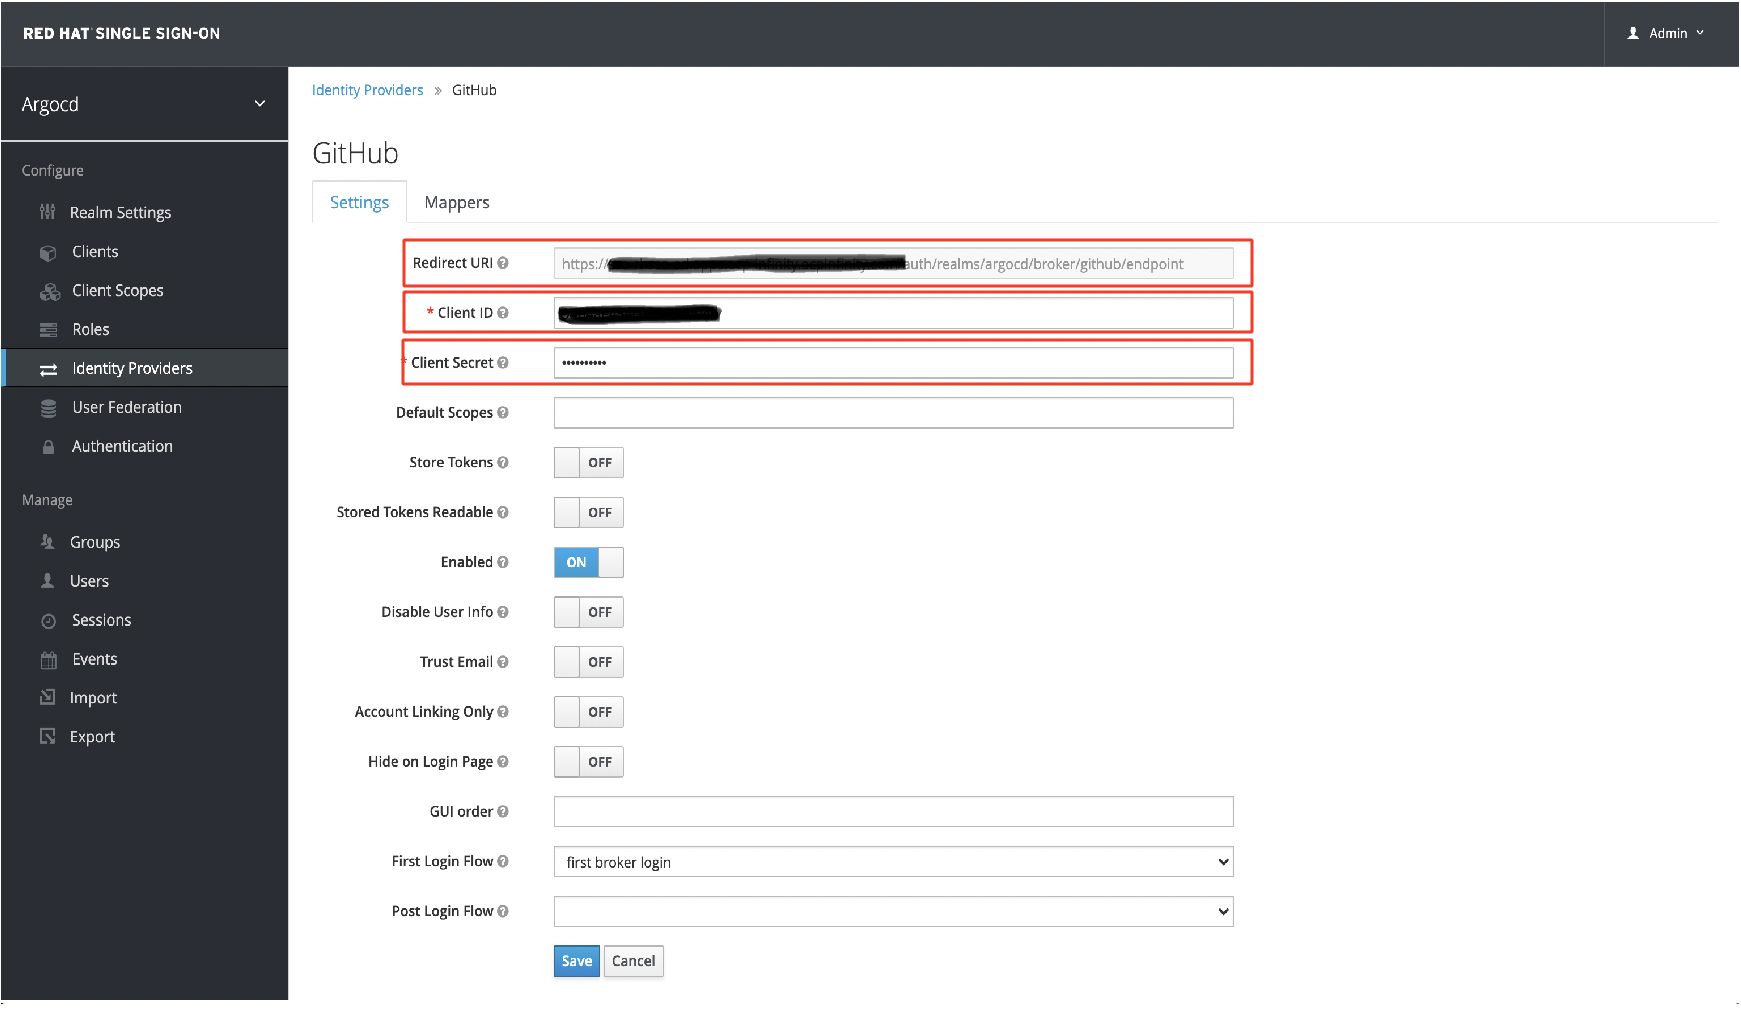 RED HAT SINGLE SIGN-ON
Admin
Argocd
Configure
Realm Settings
Clients
Client Scopes
Roles
Identity Providers
User Federation
Authentication
Manage
Groups
Users
Sessions
Events
Import
Export
Identity Providers » GitHub
GitHub
Settings Mappers
Redirect URI https:// auth/realms/argocd/broker/github/endpoint
* Client ID
* Client Secret ••••••••••
Default Scopes
Store Tokens OFF
Stored Tokens Readable OFF
Enabled ON
Disable User Info OFF
Trust Email OFF
Account Linking Only OFF
Hide on Login Page OFF
GUI order
First Login Flow first broker login
Post Login Flow
Save Cancel